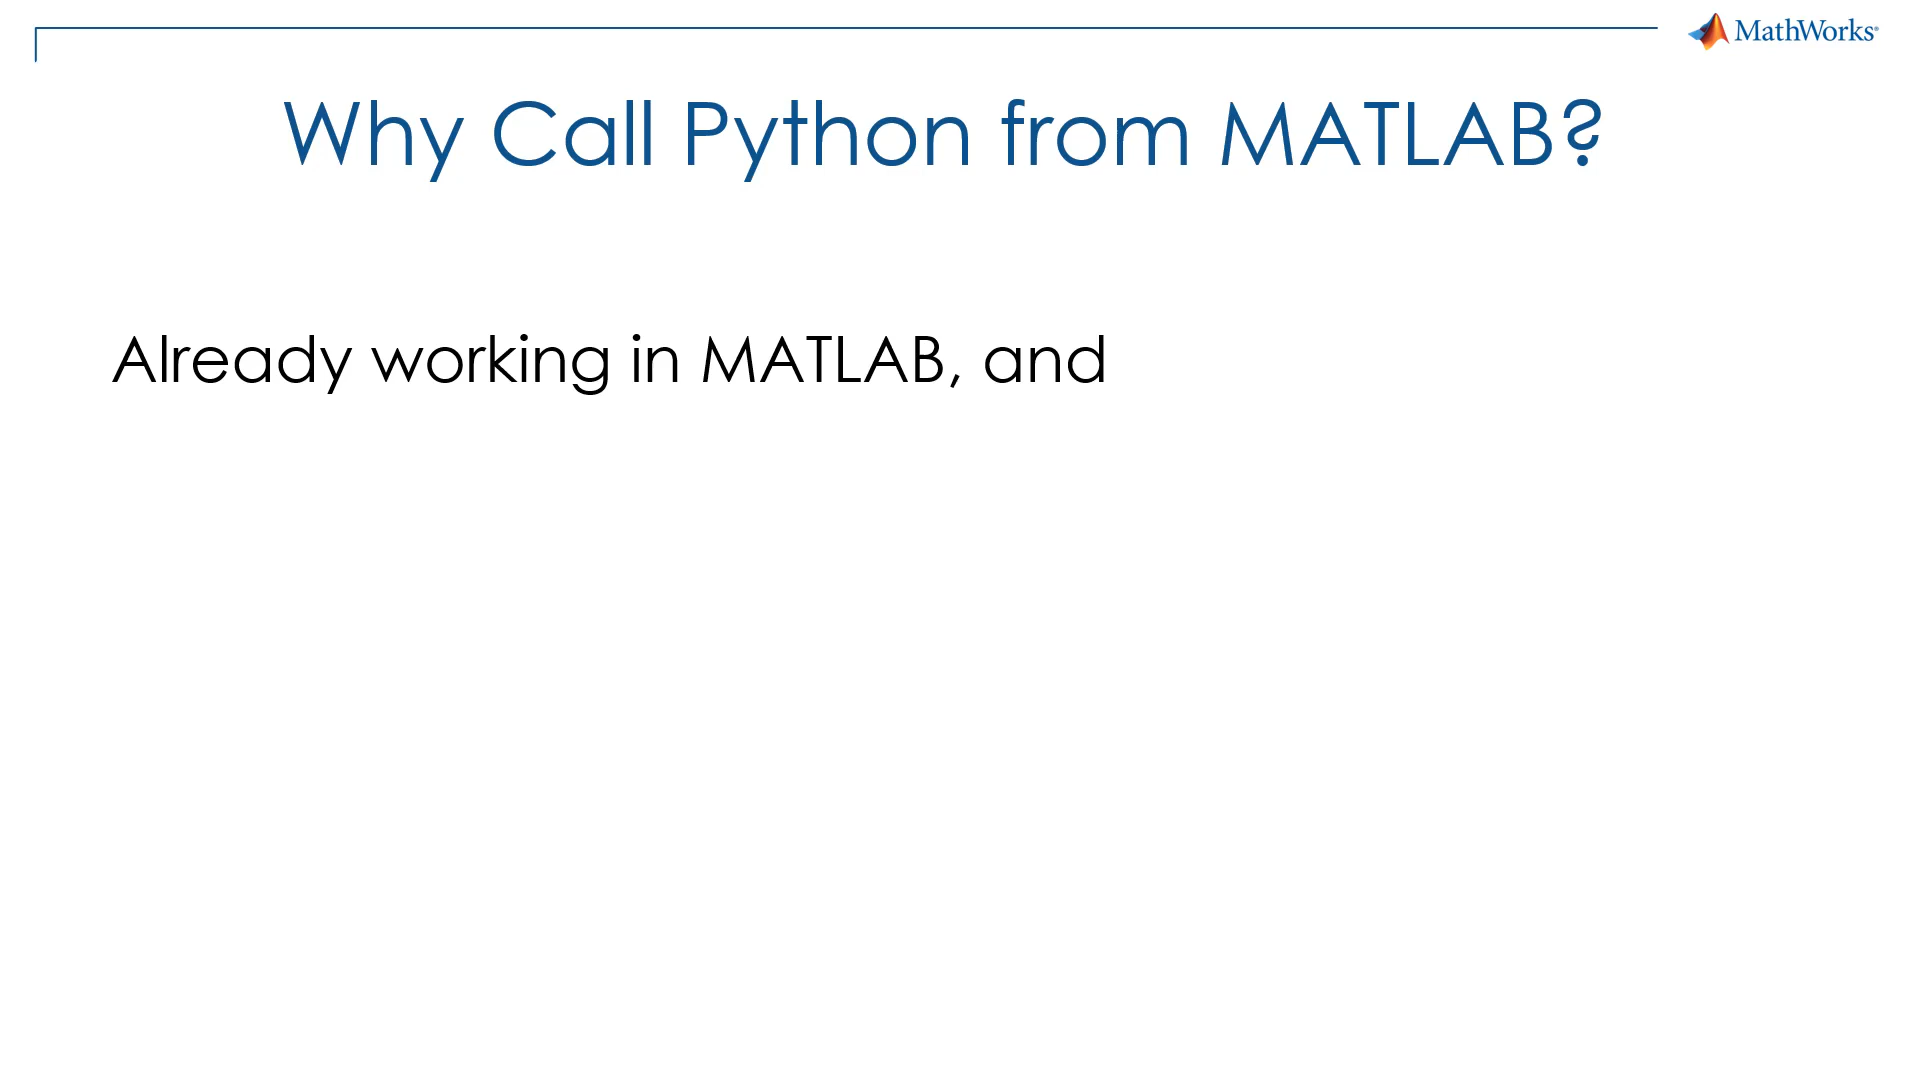 MathWorks®
Why Call Python from MATLAB?
Already working in MATLAB, and